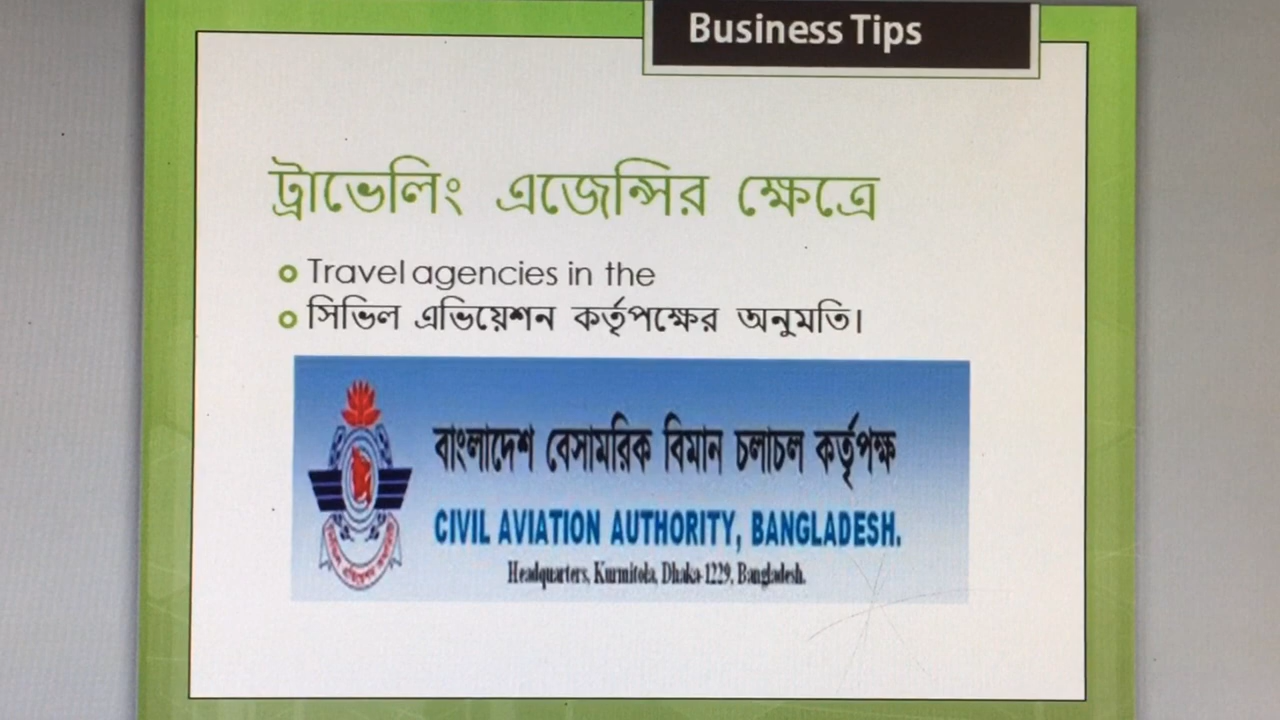 Business Tips
ট্রাভেলিং এজেন্সির ক্ষেত্রে
Travel agencies in the
সিভিল এভিয়েশন কর্তৃপক্ষের অনুমতি।
বাংলাদেশ বেসামরিক বিমান চলাচল কর্তৃপক্ষ
CIVIL AVIATION AUTHORITY, BANGLADESH.
Headquarters, Kurmitola, Dhaka-1229, Bangladesh.